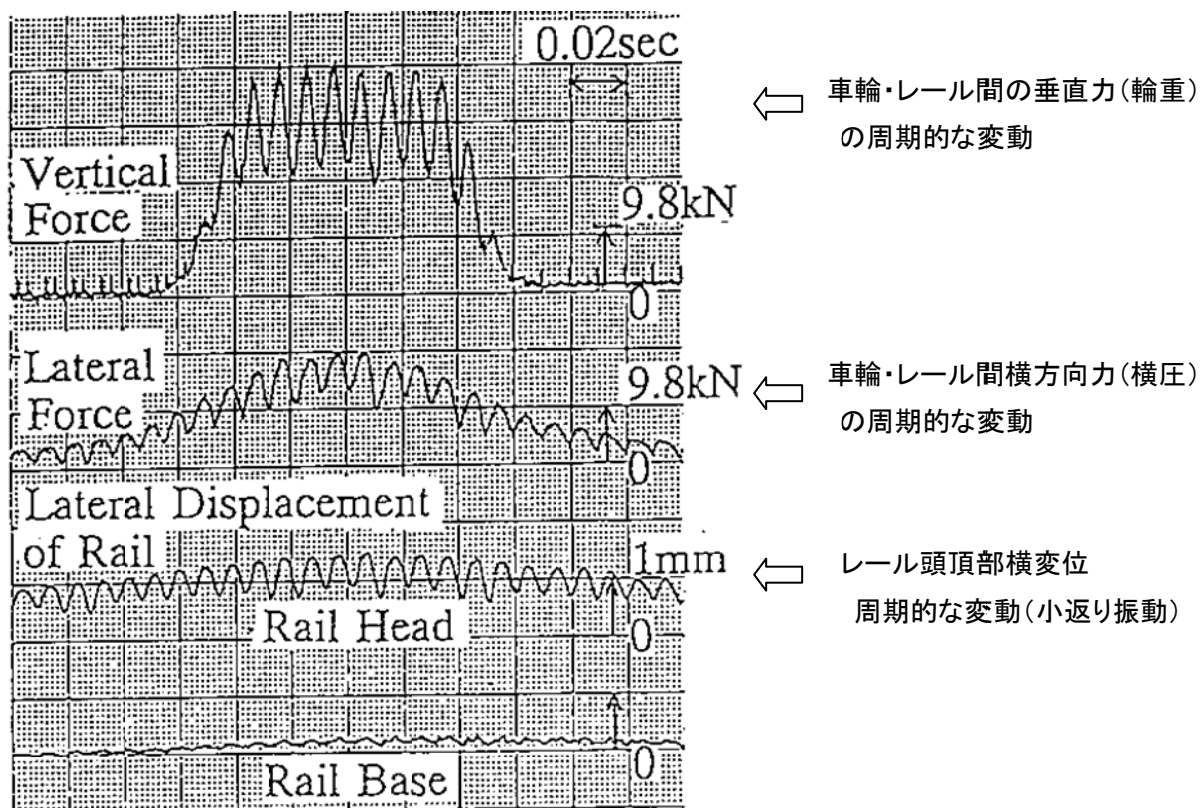 0.02sec
Vertical
Force
9.8kN
0
車輪・レール間の垂直力(輪重)
の周期的な変動
Lateral
Force
9.8kN
0
車輪・レール間横方向力(横圧)
の周期的な変動
Lateral Displacement
of Rail
1mm
0
Rail Head
レール頭頂部横変位
周期的な変動(小返り振動)
0
Rail Base